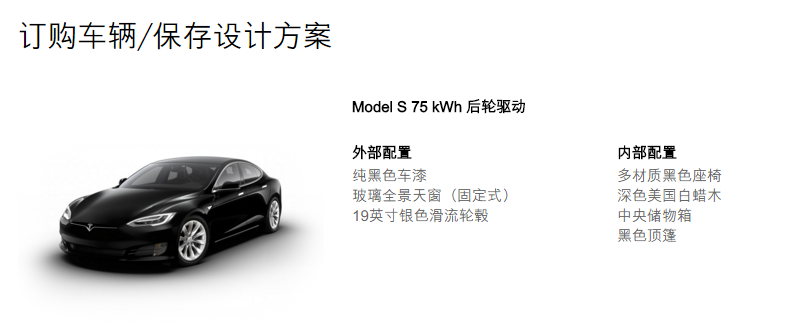 订购车辆/保存设计方案
Model S 75 kWh 后轮驱动
外部配置
纯黑色车漆
玻璃全景天窗（固定式）
19英寸银色滑流轮毂
内部配置
多材质黑色座椅
深色美国白蜡木
中央储物箱
黑色顶篷